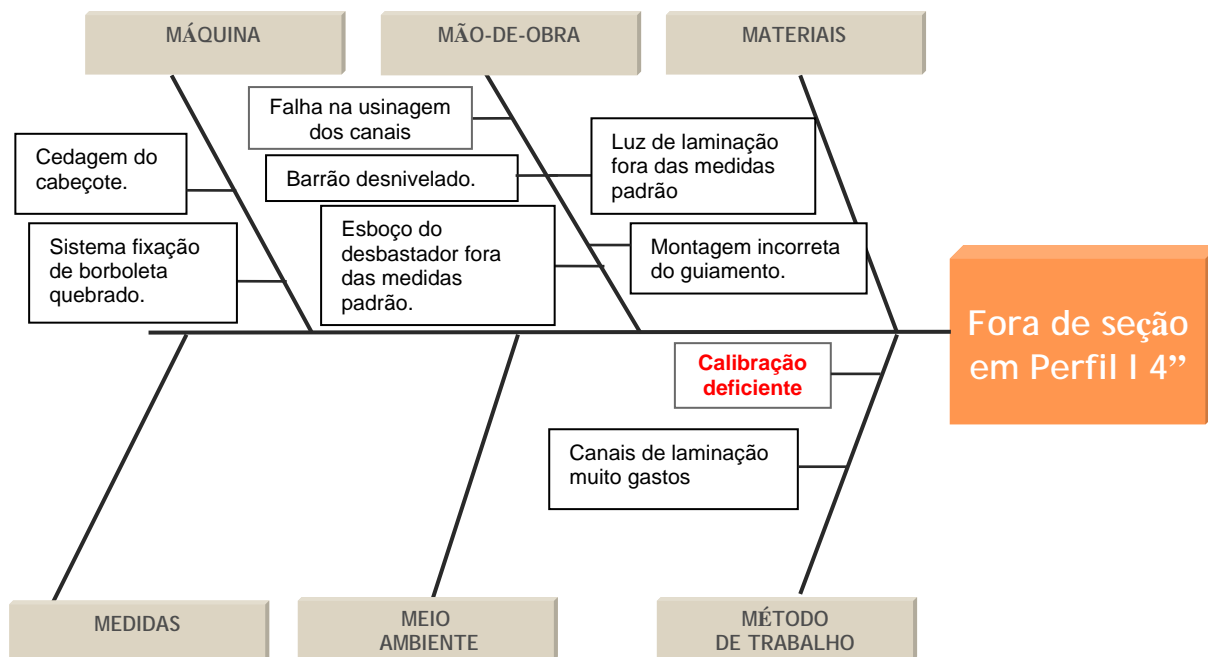 MÁQUINA
MÃO-DE-OBRA
MATERIAIS
Falha na usinagem
dos canais
Cedagem do
cabeçote.
Barrão desnivelado.
Luz de laminação
fora das medidas
padrão
Sistema fixação
de borboleta
quebrado.
Esboço do
desbastador fora
das medidas
padrão.
Montagem incorreta
do guiamento.
Fora de seção
em Perfil I 4”
Calibração
deficiente
Canais de laminação
muito gastos
MEDIDAS
MEIO
AMBIENTE
MÉTODO
DE TRABALHO